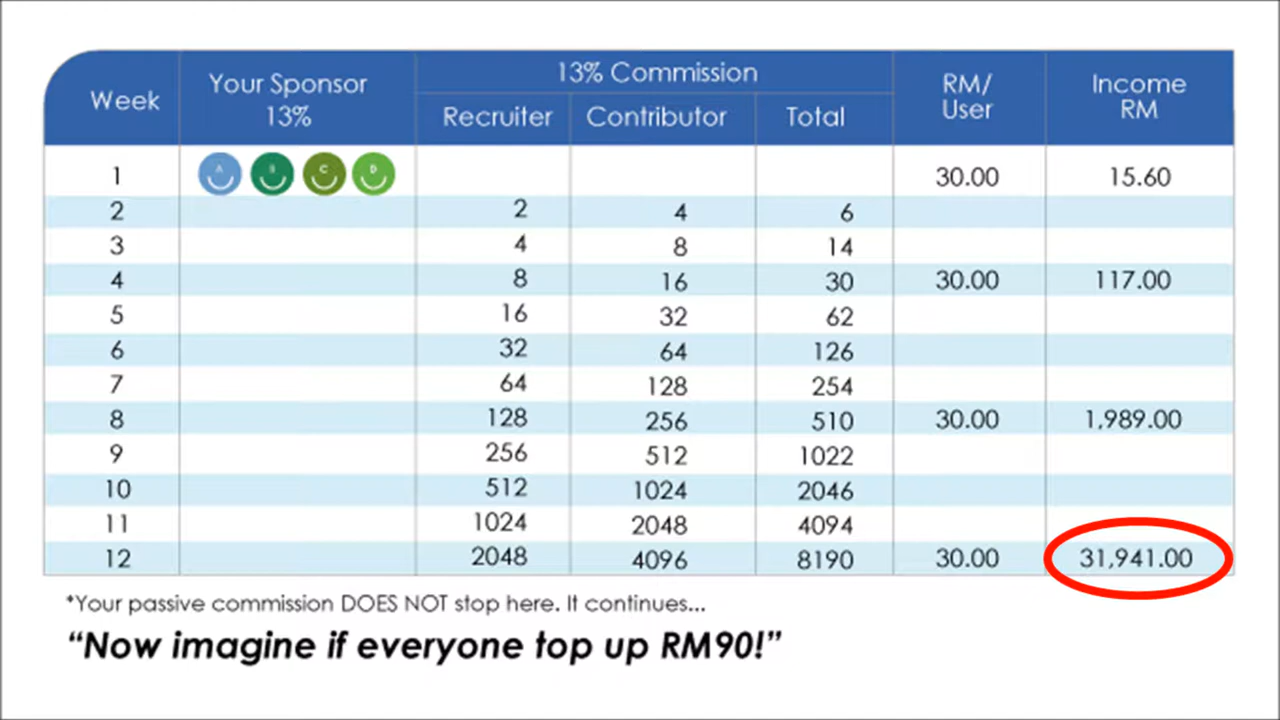 Week Your Sponsor 13% 13% Commission RM/ User Income RM
Recruiter Contributor Total
1 A B C D 30.00 15.60
2 2 4 6
3 4 8 14
4 8 16 30 30.00 117.00
5 16 32 62
6 32 64 126
7 64 128 254
8 128 256 510 30.00 1,989.00
9 256 512 1022
10 512 1024 2046
11 1024 2048 4094
12 2048 4096 8190 30.00 31,941.00
*Your passive commission DOES NOT stop here. It continues...
“Now imagine if everyone top up RM90!”